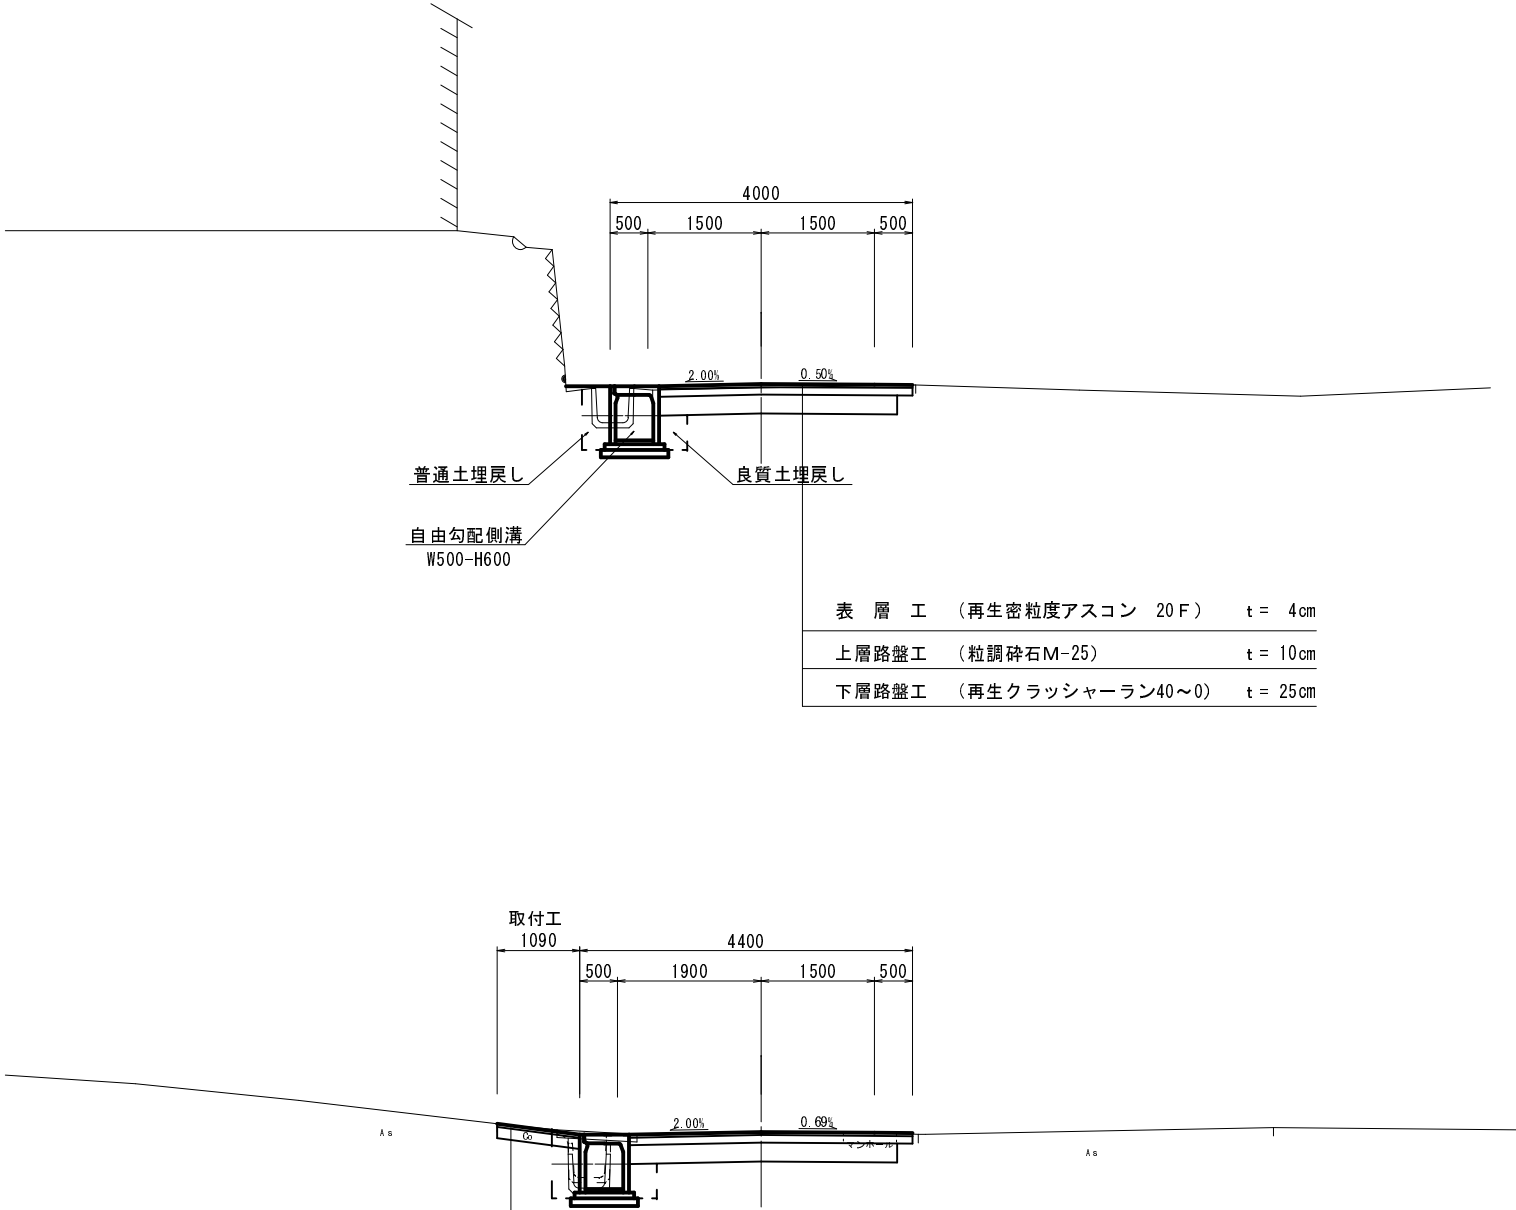 4000
500 1500 1500 500
2.00% 0.50%
普通土埋戻し 良質土埋戻し
自由勾配側溝
W500-H600
表 層 工 （再生密粒度アスコン 20F） t = 4cm
上層路盤工 （粒調砕石M-25） t = 10cm
下層路盤工 （再生クラッシャーラン40～0） t = 25cm
取付工
1090 4400
500 1900 1500 500
2.00% 0.69%
As Co マンホール
As